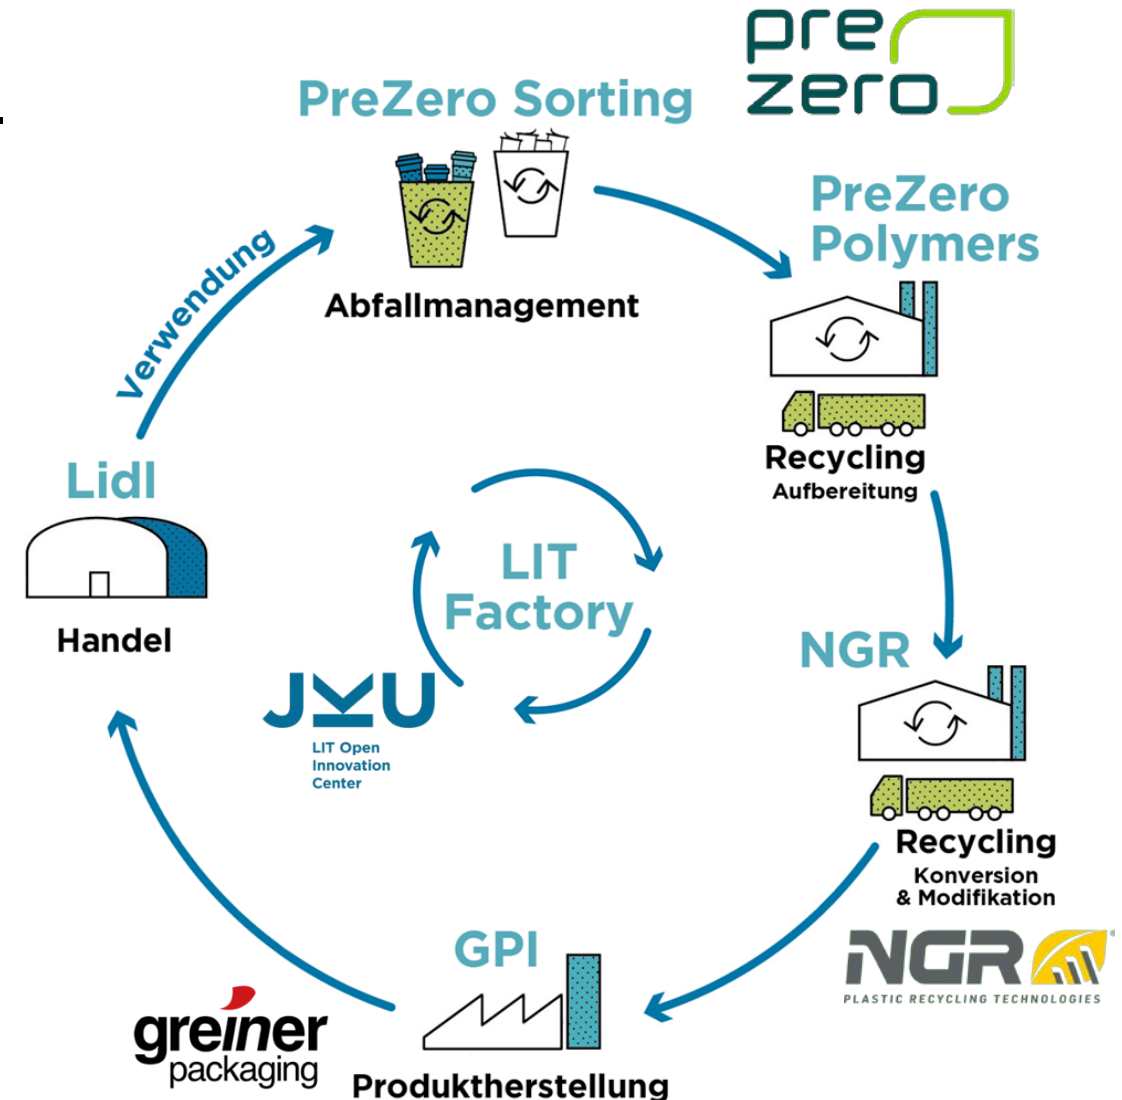 pre
zero
PreZero Sorting
PreZero
Polymers
Verwendung
Abfallmanagement
Recycling
Aufbereitung
Lidl
Handel
LIT
Factory
NGR
JKU
LIT Open
Innovation
Center
Recycling
Konversion
& Modifikation
NGR
PLASTIC RECYCLING TECHNOLOGIES
GPI
greiner
packaging
Produktherstellung